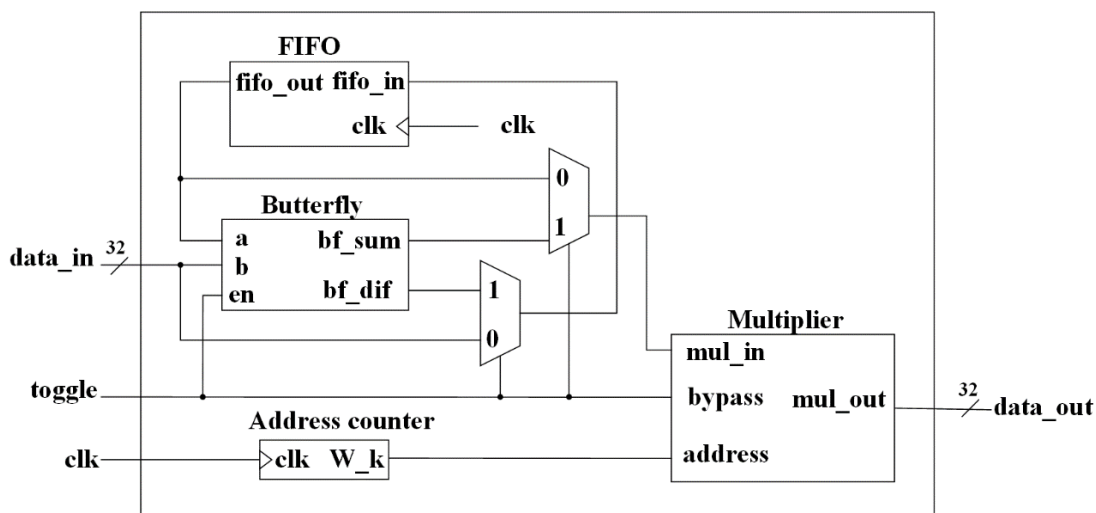 FIFO
fifo_out fifo_in
clk clk
0
Butterfly
1
a bf_sum
data_in 32 b
en bf_dif 1
0
Multiplier
mul_in
toggle bypass mul_out 32 data_out
Address counter
clk clk W_k address